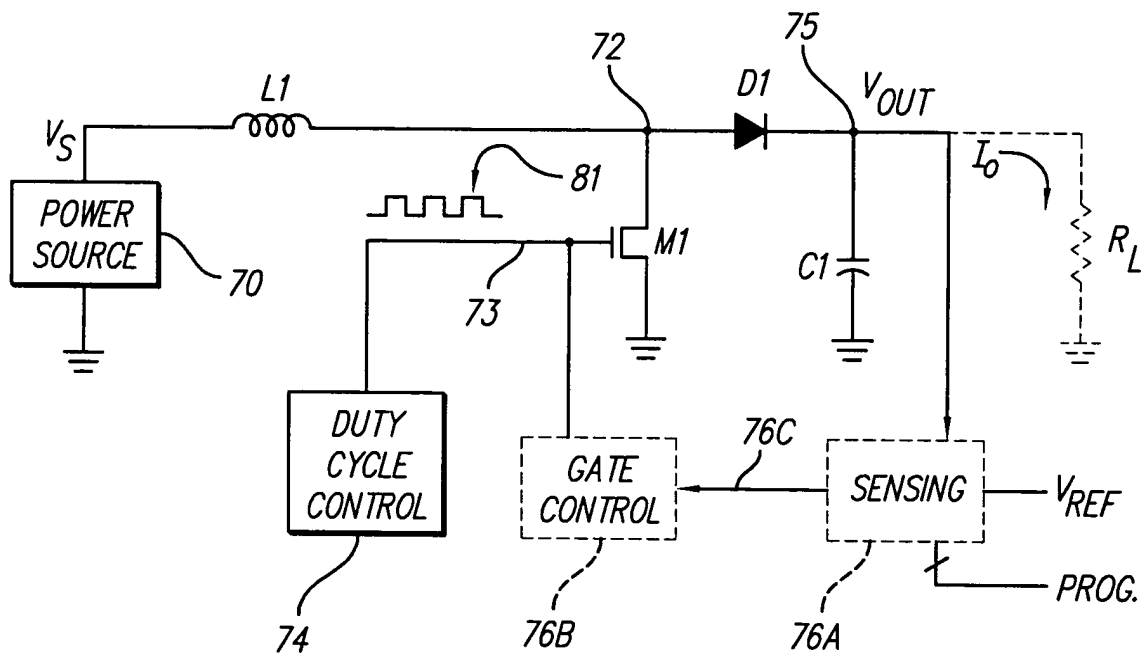 75
72
D1
V_OUT
L1
V_S
I_o
81
POWER
SOURCE
M1
R_L
C1
70
73
DUTY
CYCLE
CONTROL
76C
GATE
CONTROL
SENSING
V_REF
PROG.
74
76B
76A